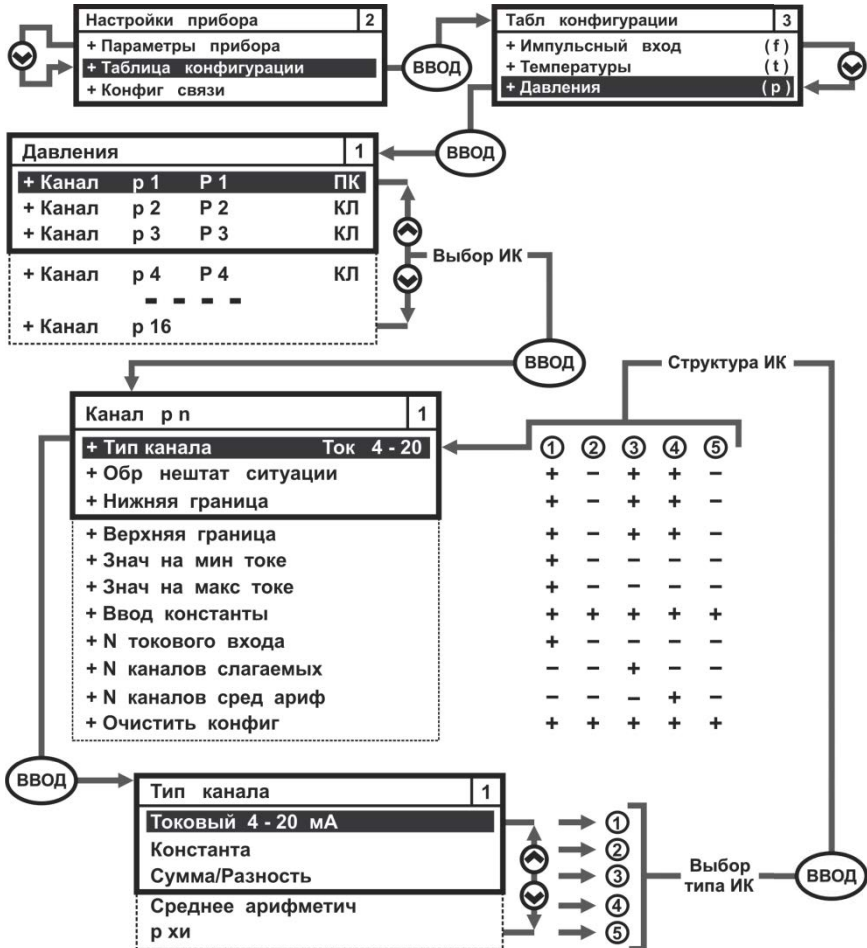 Настройки прибора 2
+ Параметры прибора
+ Таблица конфигурации
+ Конфиг связи
ВВОД
Табл конфигурации 3
+ Импульсный вход (f)
+ Температуры (t)
+ Давления (p)
ВВОД
Давления 1
+ Канал p 1 P 1 ПК
+ Канал p 2 P 2 КЛ
+ Канал p 3 P 3 КЛ
+ Канал p 4 P 4 КЛ
- - - -
+ Канал p 16
Выбор ИК
ВВОД
Структура ИК
Канал p n 1
+ Тип канала Ток 4 - 20 ① ② ③ ④ ⑤
+ Обр нештат ситуации + − + + −
+ Нижняя граница + − + + −
+ Верхняя граница + − + + −
+ Знач на мин токе + − − − −
+ Знач на макс токе + − − − −
+ Ввод константы + + + + +
+ N токового входа + − − − −
+ N каналов слагаемых − − + − −
+ N каналов сред ариф − − − + −
+ Очистить конфиг + + + + +
ВВОД
Тип канала 1
Токовый 4 - 20 мА ①
Константа ②
Сумма/Разность ③
Среднее арифметич ④
р хи ⑤
Выбор
типа ИК
ВВОД